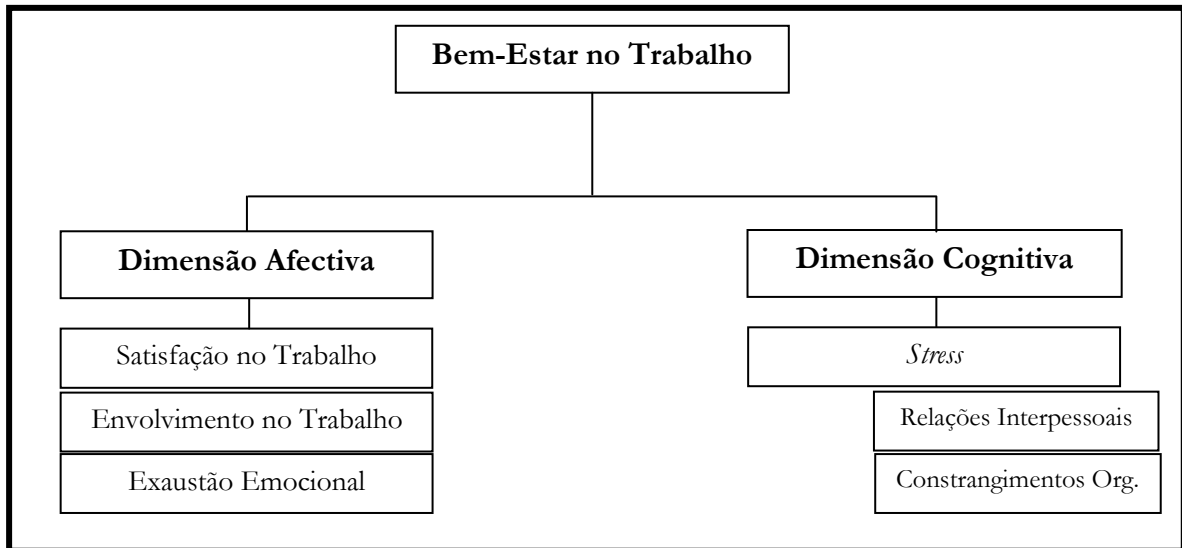 Bem-Estar no Trabalho
Dimensão Afectiva
Satisfação no Trabalho
Envolvimento no Trabalho
Exaustão Emocional
Dimensão Cognitiva
Stress
Relações Interpessoais
Constrangimentos Org.